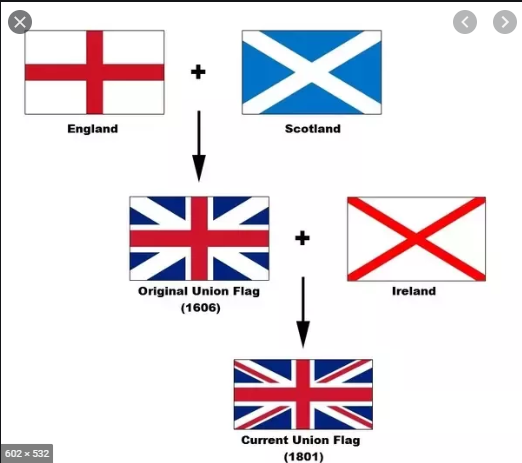 England
Scotland
Original Union Flag
(1606)
Ireland
Current Union Flag
(1801)
602 × 532